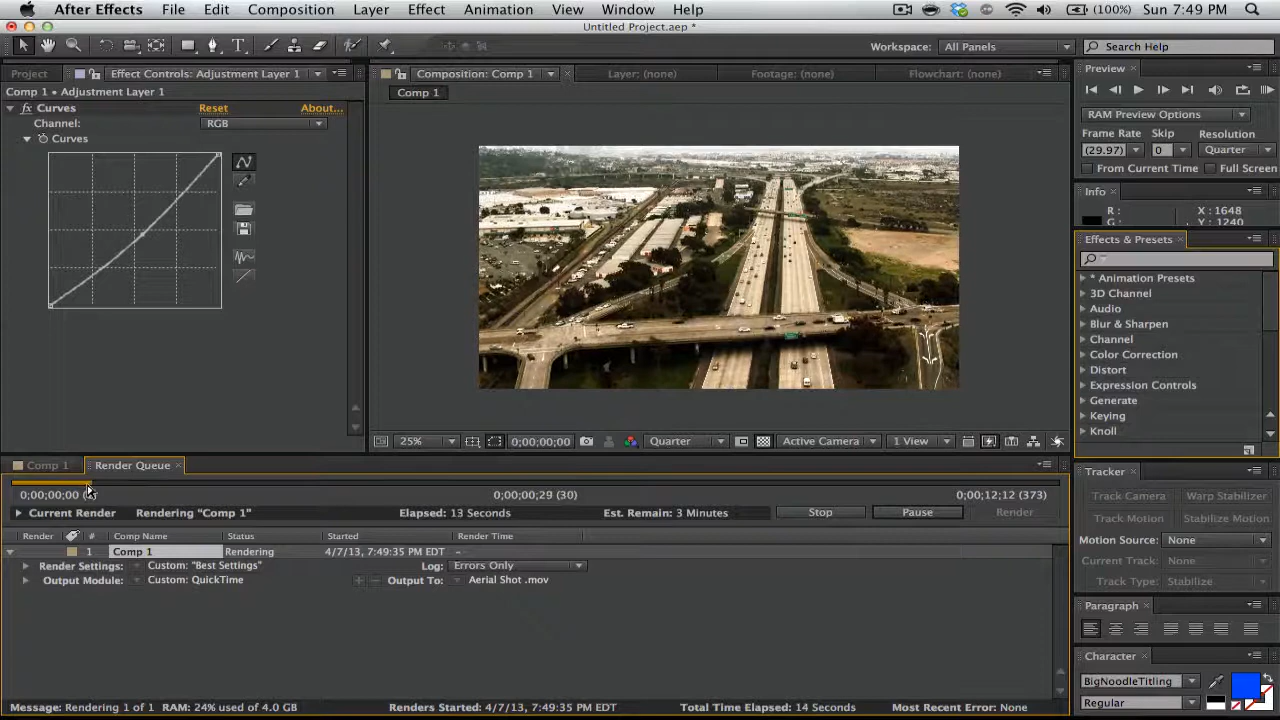 After Effects File Edit Composition Layer Effect Animation View Window Help (100%) Sun 7:49 PM
Untitled Project.aep *
Workspace: All Panels Search Help
Project Effect Controls: Adjustment Layer 1 Composition: Comp 1 Layer: (none) Footage: (none) Flowchart: (none) Preview
Comp 1 • Adjustment Layer 1 Comp 1
fx Curves Reset About...
Channel: RGB
Curves
RAM Preview Options
Frame Rate Skip Resolution
(29.97) 0 Quarter
From Current Time Full Screen
Info
R : X : 1648
G : Y : 1240
Effects & Presets
* Animation Presets
3D Channel
Audio
Blur & Sharpen
Channel
Color Correction
Distort
Expression Controls
Generate
Keying
Knoll
25% 0;00;00;00 Quarter Active Camera 1 View
Comp 1 Render Queue
0;00;00;00 0;00;00;29 (30) 0;00;12;12 (373)
Current Render Rendering "Comp 1" Elapsed: 13 Seconds Est. Remain: 3 Minutes Stop Pause Render
Render # Comp Name Status Started Render Time
1 Comp 1 Rendering 4/7/13, 7:49:35 PM EDT -
Render Settings: Custom: "Best Settings" Log: Errors Only
Output Module: Custom: QuickTime Output To: Aerial Shot .mov
Tracker
Track Camera Warp Stabilizer
Track Motion Stabilize Motion
Motion Source: None
Current Track: None
Track Type: Stabilize
Paragraph
Character
BigNoodleTitling
Regular
Message: Rendering 1 of 1 RAM: 24% used of 4.0 GB Renders Started: 4/7/13, 7:49:35 PM EDT Total Time Elapsed: 14 Seconds Most Recent Error: None